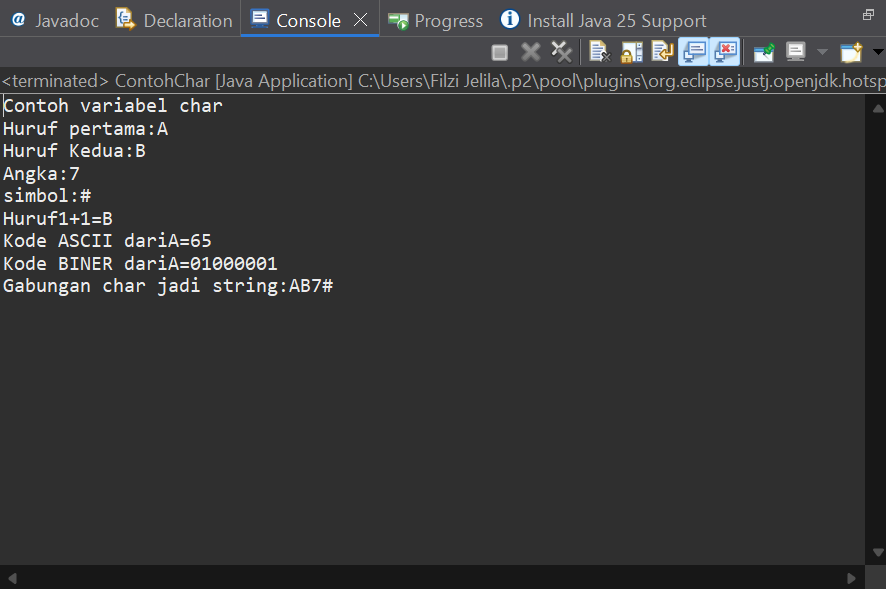 Javadoc Declaration Console Progress Install Java 25 Support
<terminated> ContohChar [Java Application] C:\Users\Filzi Jelila\.p2\pool\plugins\org.eclipse.justj.openjdk.hotsp
Contoh variabel char
Huruf pertama:A
Huruf Kedua:B
Angka:7
simbol:#
Huruf1+1=B
Kode ASCII dariA=65
Kode BINER dariA=01000001
Gabungan char jadi string:AB7#